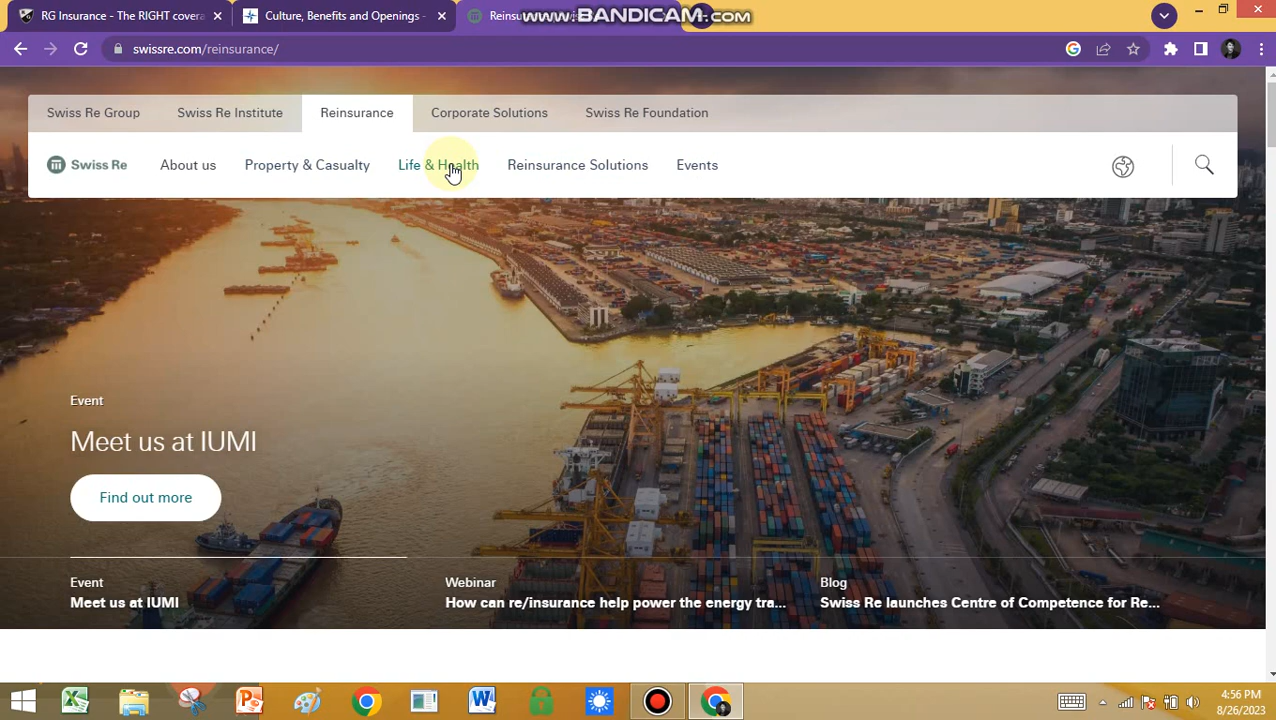 RG Insurance - The RIGHT covera
Culture, Benefits and Openings -
Reins
www.BANDICAM.COM
swissre.com/reinsurance/
Swiss Re Group
Swiss Re Institute
Reinsurance
Corporate Solutions
Swiss Re Foundation
Swiss Re
About us
Property & Casualty
Life & Health
Reinsurance Solutions
Events
Event
Meet us at IUMI
Find out more
Event
Meet us at IUMI
Webinar
How can re/insurance help power the energy tra...
Blog
Swiss Re launches Centre of Competence for Re...
4:56 PM
8/26/2023